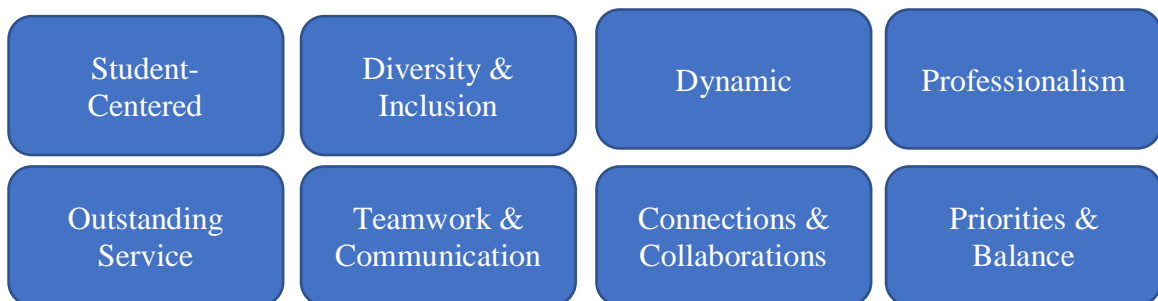 Student-
Centered
Diversity &
Inclusion
Dynamic
Professionalism
Outstanding
Service
Teamwork &
Communication
Connections &
Collaborations
Priorities &
Balance